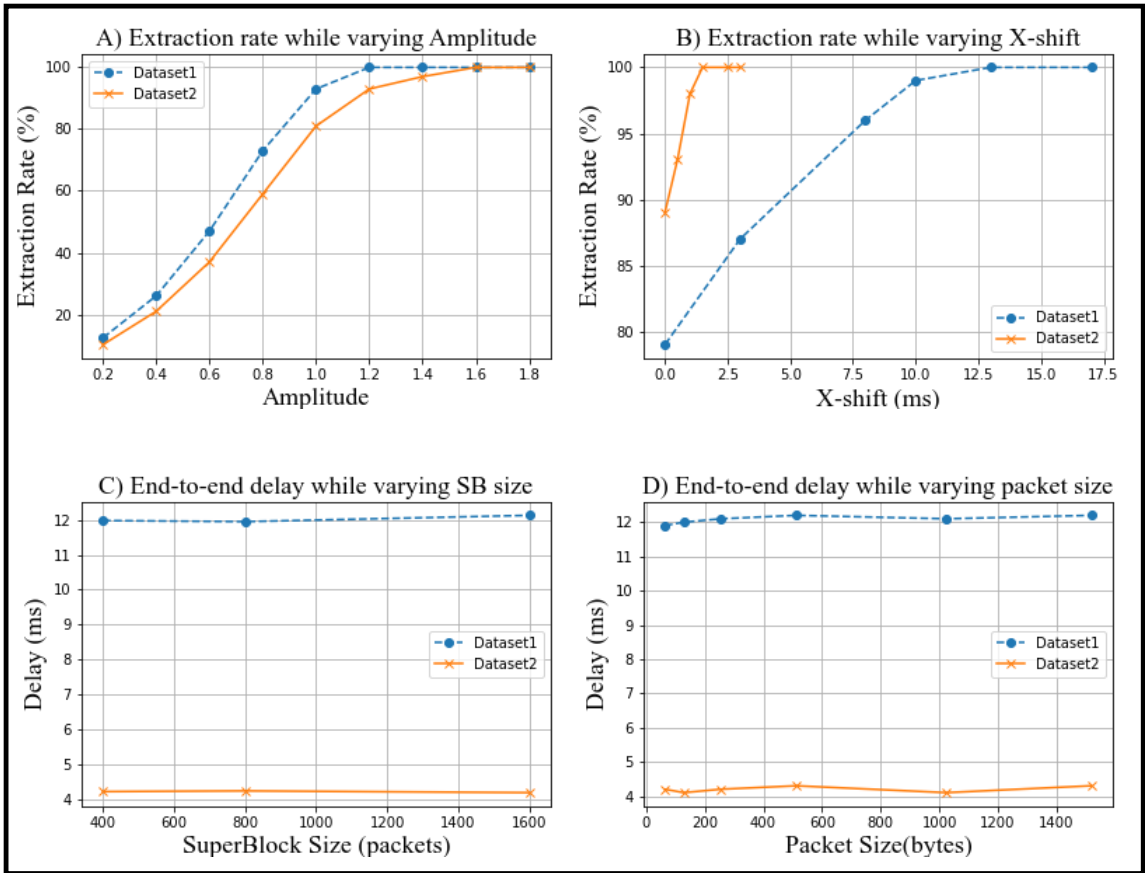 A) Extraction rate while varying Amplitude
Extraction Rate (%)
100
80
60
40
20
Dataset1
Dataset2
0.2 0.4 0.6 0.8 1.0 1.2 1.4 1.6 1.8
Amplitude
B) Extraction rate while varying X-shift
Extraction Rate (%)
100
95
90
85
80
Dataset1
Dataset2
0.0 2.5 5.0 7.5 10.0 12.5 15.0 17.5
X-shift (ms)
C) End-to-end delay while varying SB size
Delay (ms)
12
11
10
9
8
7
6
5
4
Dataset1
Dataset2
400 600 800 1000 1200 1400 1600
SuperBlock Size (packets)
D) End-to-end delay while varying packet size
Delay (ms)
12
11
10
9
8
7
6
5
4
Dataset1
Dataset2
0 200 400 600 800 1000 1200 1400
Packet Size(bytes)